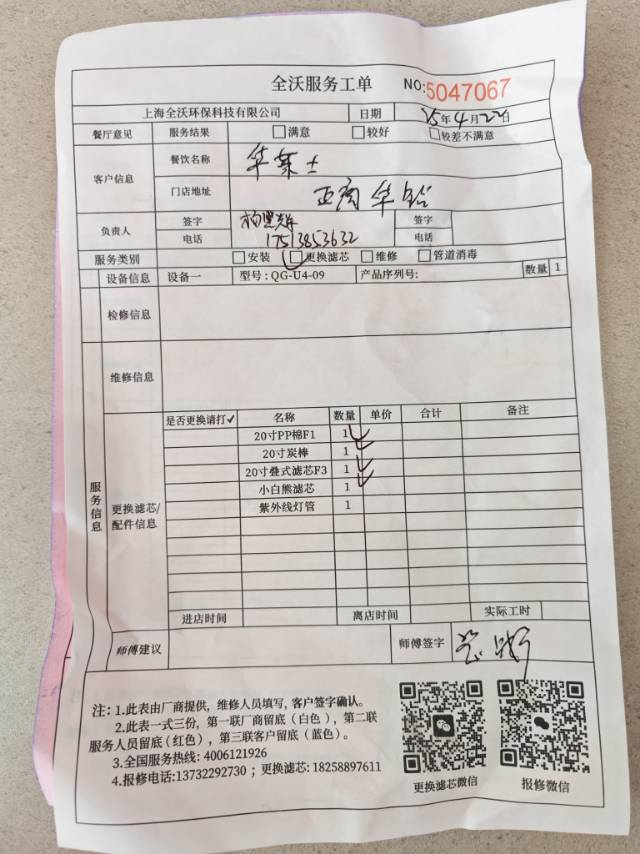 全沃服务工单 NO:5047067
上海全沃环保科技有限公司 日期 25年4月22日
餐厅意见 服务结果 □满意 □较好 □较差不满意
客户信息 餐饮名称 华莱士
门店地址 正商华钻
负责人 签字 签字
电话 17513853632 电话
服务类别 □安装 □更换滤芯 □维修 □管道消毒
设备信息 设备一 型号:QG-U4-09 产品序列号: 数量 1
检修信息
维修信息
服务信息
更换滤芯/配件信息
是否更换请打✓ 名称 数量 单价 合计 备注
20寸PP棉F1 1 ✓
20寸炭棒 1 ✓
20寸叠式滤芯F3 1 ✓
小白熊滤芯 1 ✓
紫外线灯管 1
进店时间 离店时间 实际工时
师傅建议 师傅签字
注:1.此表由厂商提供，维修人员填写，客户签字确认。
2.此表一式三份，第一联厂商留底(白色)，第二联
服务人员留底(红色)，第三联客户留底(蓝色)。
3.全国服务热线:4006121926
4.报修电话:13732292730；更换滤芯:18258897611
更换滤芯微信 报修微信